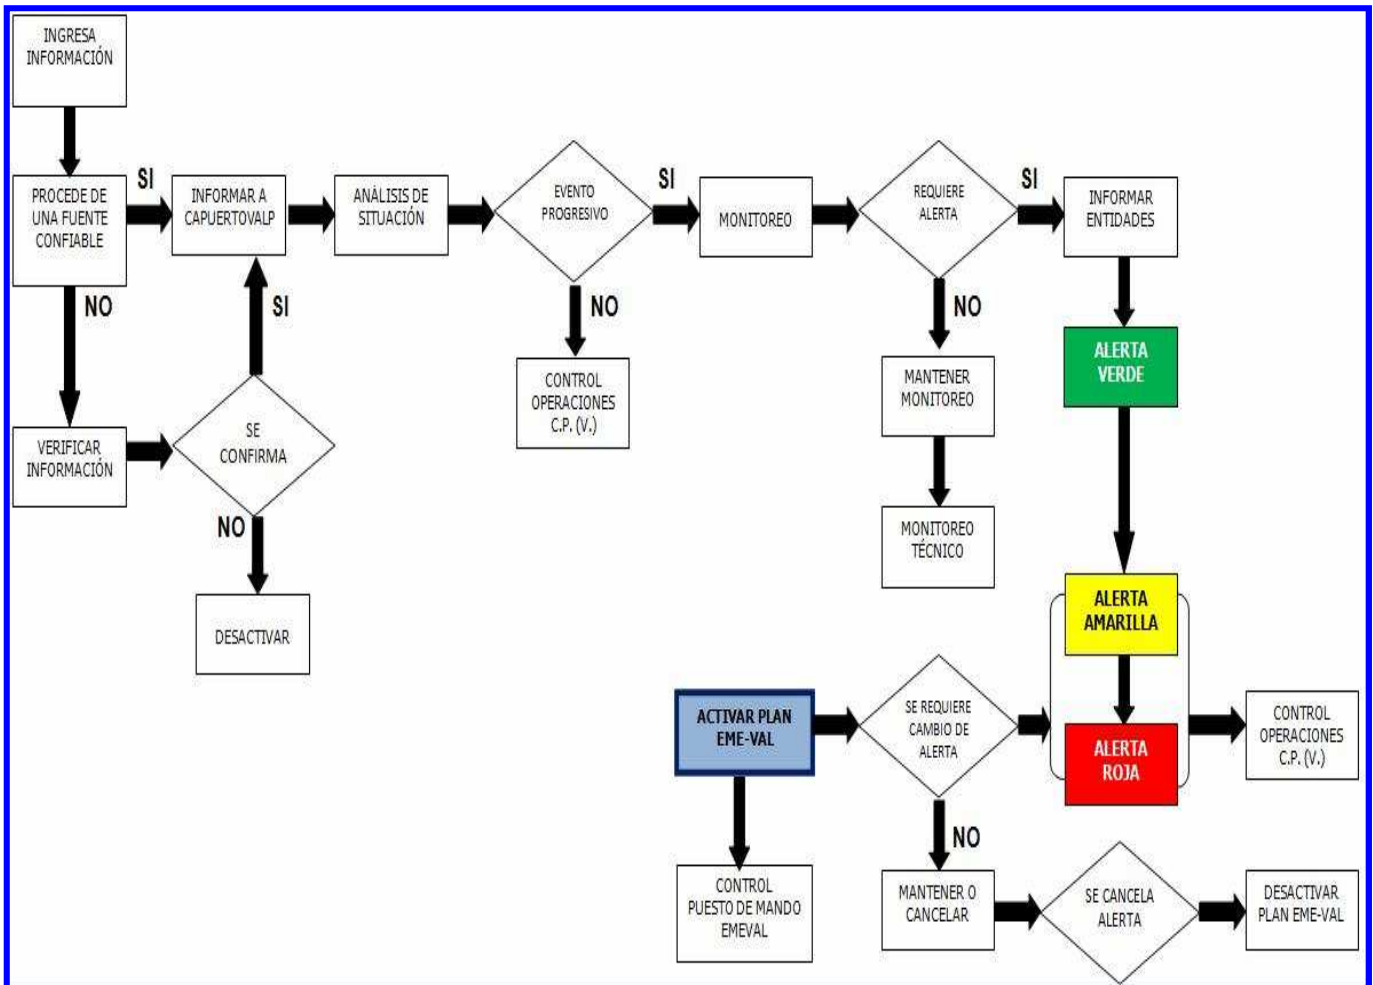 INGRESA
INFORMACIÓN
PROCEDE DE
UNA FUENTE
CONFIABLE
SI
INFORMAR A
CAPUERTOVALP
ANÁLISIS DE
SITUACIÓN
EVENTO
PROGRESIVO
SI
MONITOREO
REQUIERE
ALERTA
SI
INFORMAR
ENTIDADES
NO
SI
NO
NO
ALERTA
VERDE
CONTROL
OPERACIONES
C.P. (V.)
MANTENER
MONITOREO
VERIFICAR
INFORMACIÓN
SE
CONFIRMA
NO
MONITOREO
TÉCNICO
DESACTIVAR
ALERTA
AMARILLA
ACTIVAR PLAN
EME-VAL
SE REQUIERE
CAMBIO DE
ALERTA
ALERTA
ROJA
CONTROL
OPERACIONES
C.P. (V.)
NO
CONTROL
PUESTO DE MANDO
EMEVAL
MANTENER O
CANCELAR
SE CANCELA
ALERTA
DESACTIVAR
PLAN EME-VAL